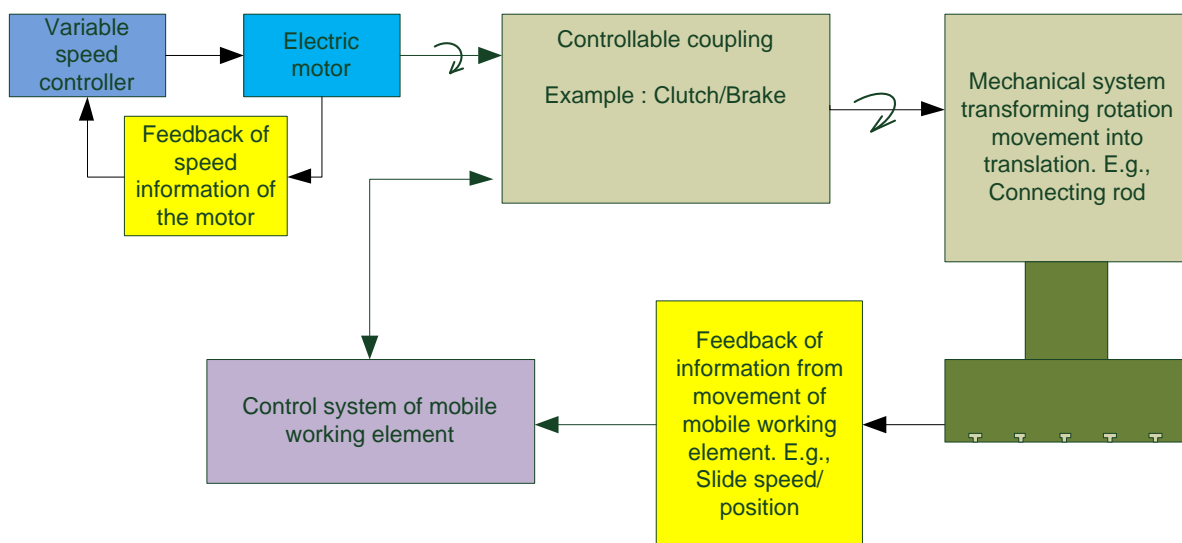 Variable
speed
controller
Electric
motor
Controllable coupling
Example : Clutch/Brake
Mechanical system
transforming rotation
movement into
translation. E.g.,
Connecting rod
Feedback of
speed
information of
the motor
Control system of mobile
working element
Feedback of
information from
movement of
mobile working
element. E.g.,
Slide speed/
position